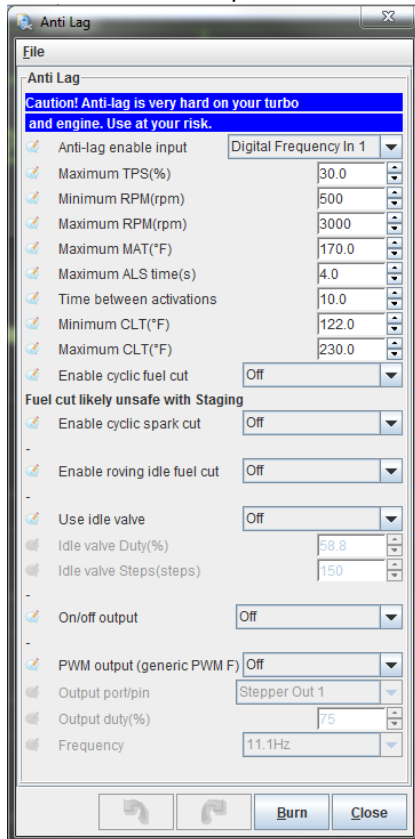 Anti Lag
File
Anti Lag
Caution! Anti-lag is very hard on your turbo
and engine. Use at your risk.
Anti-lag enable input Digital Frequency In 1
Maximum TPS(%) 30.0
Minimum RPM(rpm) 500
Maximum RPM(rpm) 3000
Maximum MAT(°F) 170.0
Maximum ALS time(s) 4.0
Time between activations 10.0
Minimum CLT(°F) 122.0
Maximum CLT(°F) 230.0
Enable cyclic fuel cut Off
Fuel cut likely unsafe with Staging
Enable cyclic spark cut Off
-
Enable roving idle fuel cut Off
-
Use idle valve Off
Idle valve Duty(%) 58.8
Idle valve Steps(steps) 150
-
On/off output Off
-
PWM output (generic PWM F) Off
Output port/pin Stepper Out 1
Output duty(%) 75
Frequency 11.1Hz
Burn Close